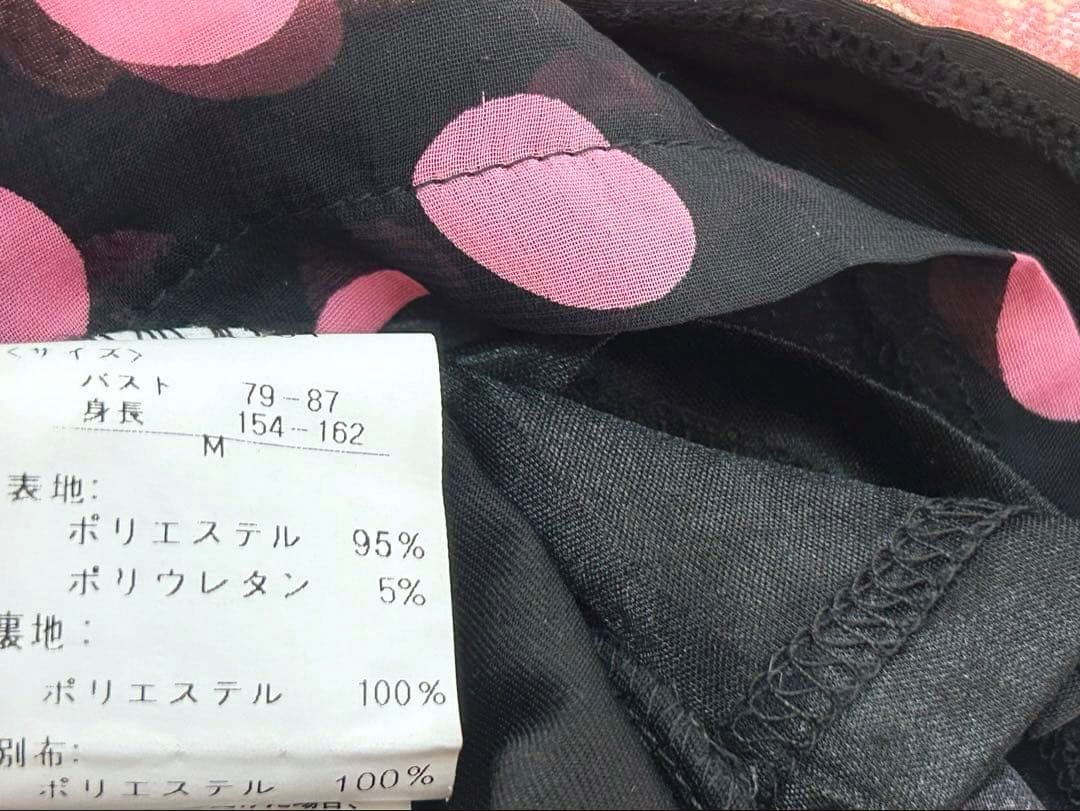 <サイズ>
バスト 79-87
身長 154-162
M
表地:
ポリエステル 95%
ポリウレタン 5%
裏地:
ポリエステル 100%
別布:
ポリエステル 100%